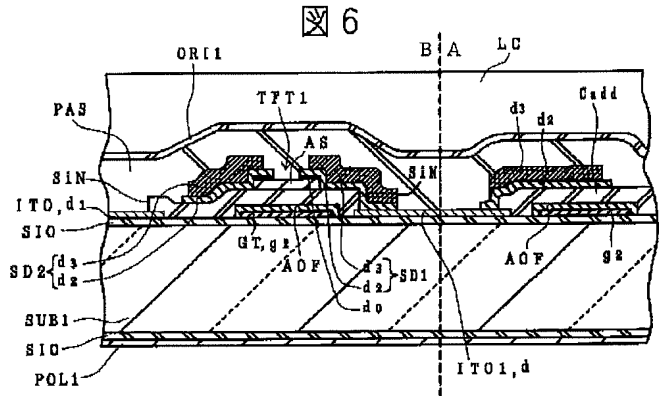 図 6
B A
ORI1
LC
TFT1
Cadd
PAS
AS
d3
d2
SiN
SiN
ITO, d1
SIO
GT, g2
AOF
d3
d2
SD1
AOF
g2
SD2
d3
d2
d0
SUB1
SIO
ITO1, d
POL1